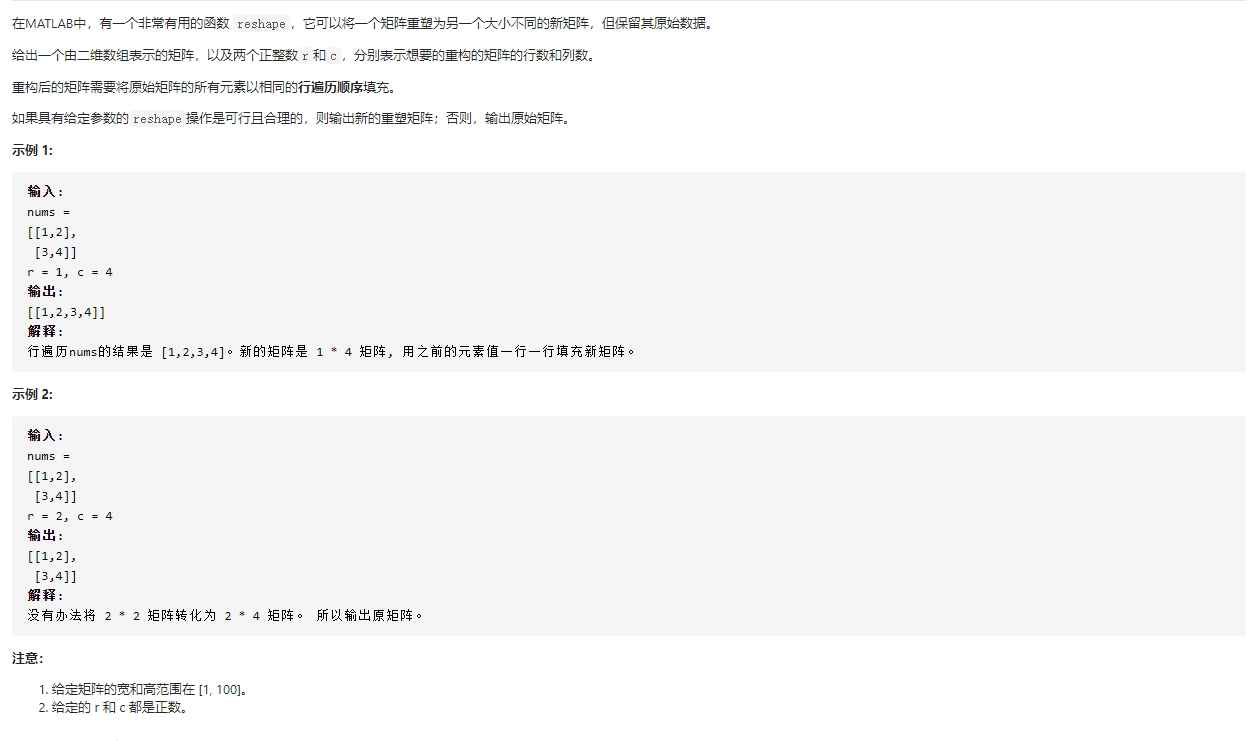 在MATLAB中，有一个非常有用的函数 reshape ，它可以将一个矩阵重塑为另一个大小不同的新矩阵，但保留其原始数据。
给出一个由二维数组表示的矩阵，以及两个正整数 r 和 c ，分别表示想要的重构的矩阵的行数和列数。
重构后的矩阵需要将原始矩阵的所有元素以相同的行遍历顺序填充。
如果具有给定参数的 reshape 操作是可行且合理的，则输出新的重塑矩阵；否则，输出原始矩阵。
示例 1:
输入:
nums =
[[1,2],
 [3,4]]
r = 1, c = 4
输出:
[[1,2,3,4]]
解释:
行遍历nums的结果是 [1,2,3,4]。新的矩阵是 1 * 4 矩阵, 用之前的元素值一行一行填充新矩阵。
示例 2:
输入:
nums =
[[1,2],
 [3,4]]
r = 2, c = 4
输出:
[[1,2],
 [3,4]]
解释:
没有办法将 2 * 2 矩阵转化为 2 * 4 矩阵。 所以输出原矩阵。
注意：
1. 给定矩阵的宽和高范围在 [1, 100]。
2. 给定的 r 和 c 都是正数。